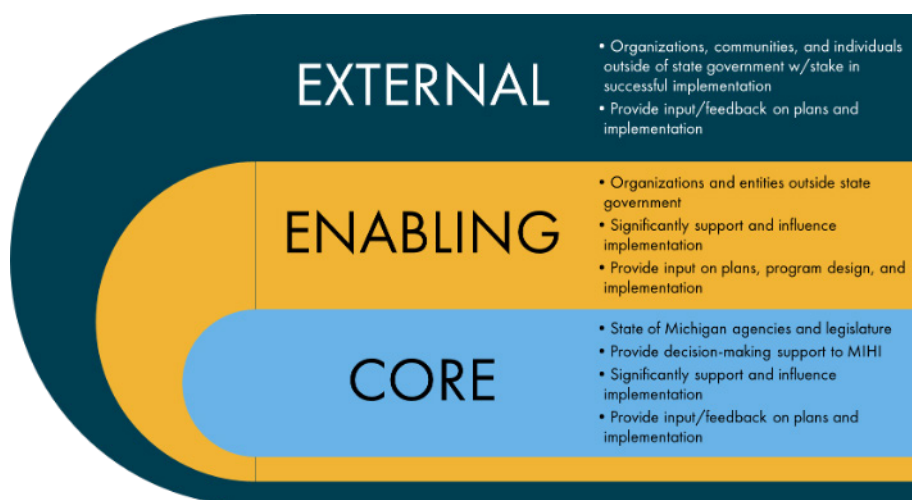 EXTERNAL
• Organizations, communities, and individuals
outside of state government w/stake in
successful implementation
• Provide input/feedback on plans and
implementation
ENABLING
• Organizations and entities outside state
government
• Significantly support and influence
implementation
• Provide input on plans, program design, and
implementation
CORE
• State of Michigan agencies and legislature
• Provide decision-making support to MIHI
• Significantly support and influence
implementation
• Provide input/feedback on plans and
implementation